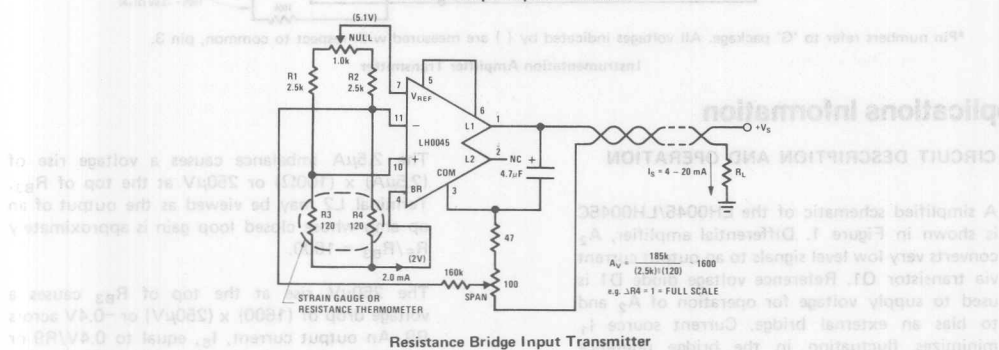 *Pin numbers refer to "G" package. All voltages indicated by ( ) are measured with respect to common, pin 3.
Instrumentation Amplifier Transmitter
Applications Information
CIRCUIT DESCRIPTION AND OPERATION
A simplified schematic of the LH0045/LH0045C
is shown in Figure 1. Differential amplifier, A2
converts very low level signals to an output current
via transistor Q1. Reference voltage diode D1 is
used to supply voltage for operation of A2 and
to bias an external bridge. Current source I1
minimizes fluctuation in the bridge
The 2.5μA imbalance causes a voltage rise of
(2.5μA) x (100Ω) or 250μV at the top of RB3.
Terminal L2 may be viewed as the output of an
op amp closed loop gain is approximately
The 250μV rise at the top of RB3 causes a
voltage drop of (1600) x (250μV) or -0.4V across
An output current, IS, equal to 0.4V/R9 or
(5.1V)
NULL
1.0k
R1
2.5k
R2
2.5k
7
VREF
5
6
11
−
LH0045
L1
1
10
+
L2
2
NC
BR
4
COM
3
4.7μF
+
+VS
IS = 4 – 20 mA
RL
R3
120
R4
120
(2V)
2.0 mA
160k
SPAN
47
100
STRAIN GAUGE OR
RESISTANCE THERMOMETER
AV = 185k / (2.5k)·(120) · 1600
e.g. ΔR4 = 1 = FULL SCALE
Resistance Bridge Input Transmitter